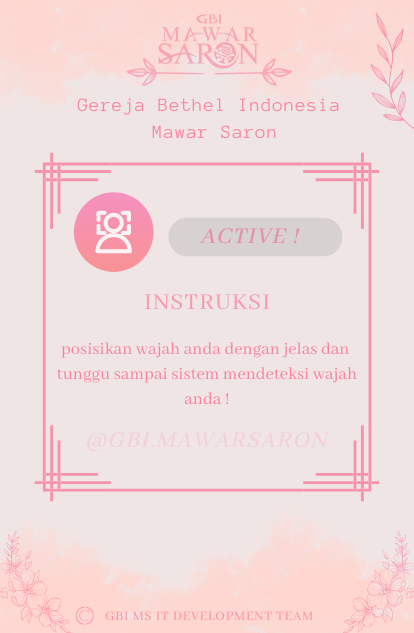 GBI
MAWAR
SARON
Gereja Bethel Indonesia
Mawar Saron
ACTIVE !
INSTRUKSI
posisikan wajah anda dengan jelas dan
tunggu sampai sistem mendeteksi wajah
anda !
@GBI.MAWARSARON
© GBI MS IT DEVELOPMENT TEAM